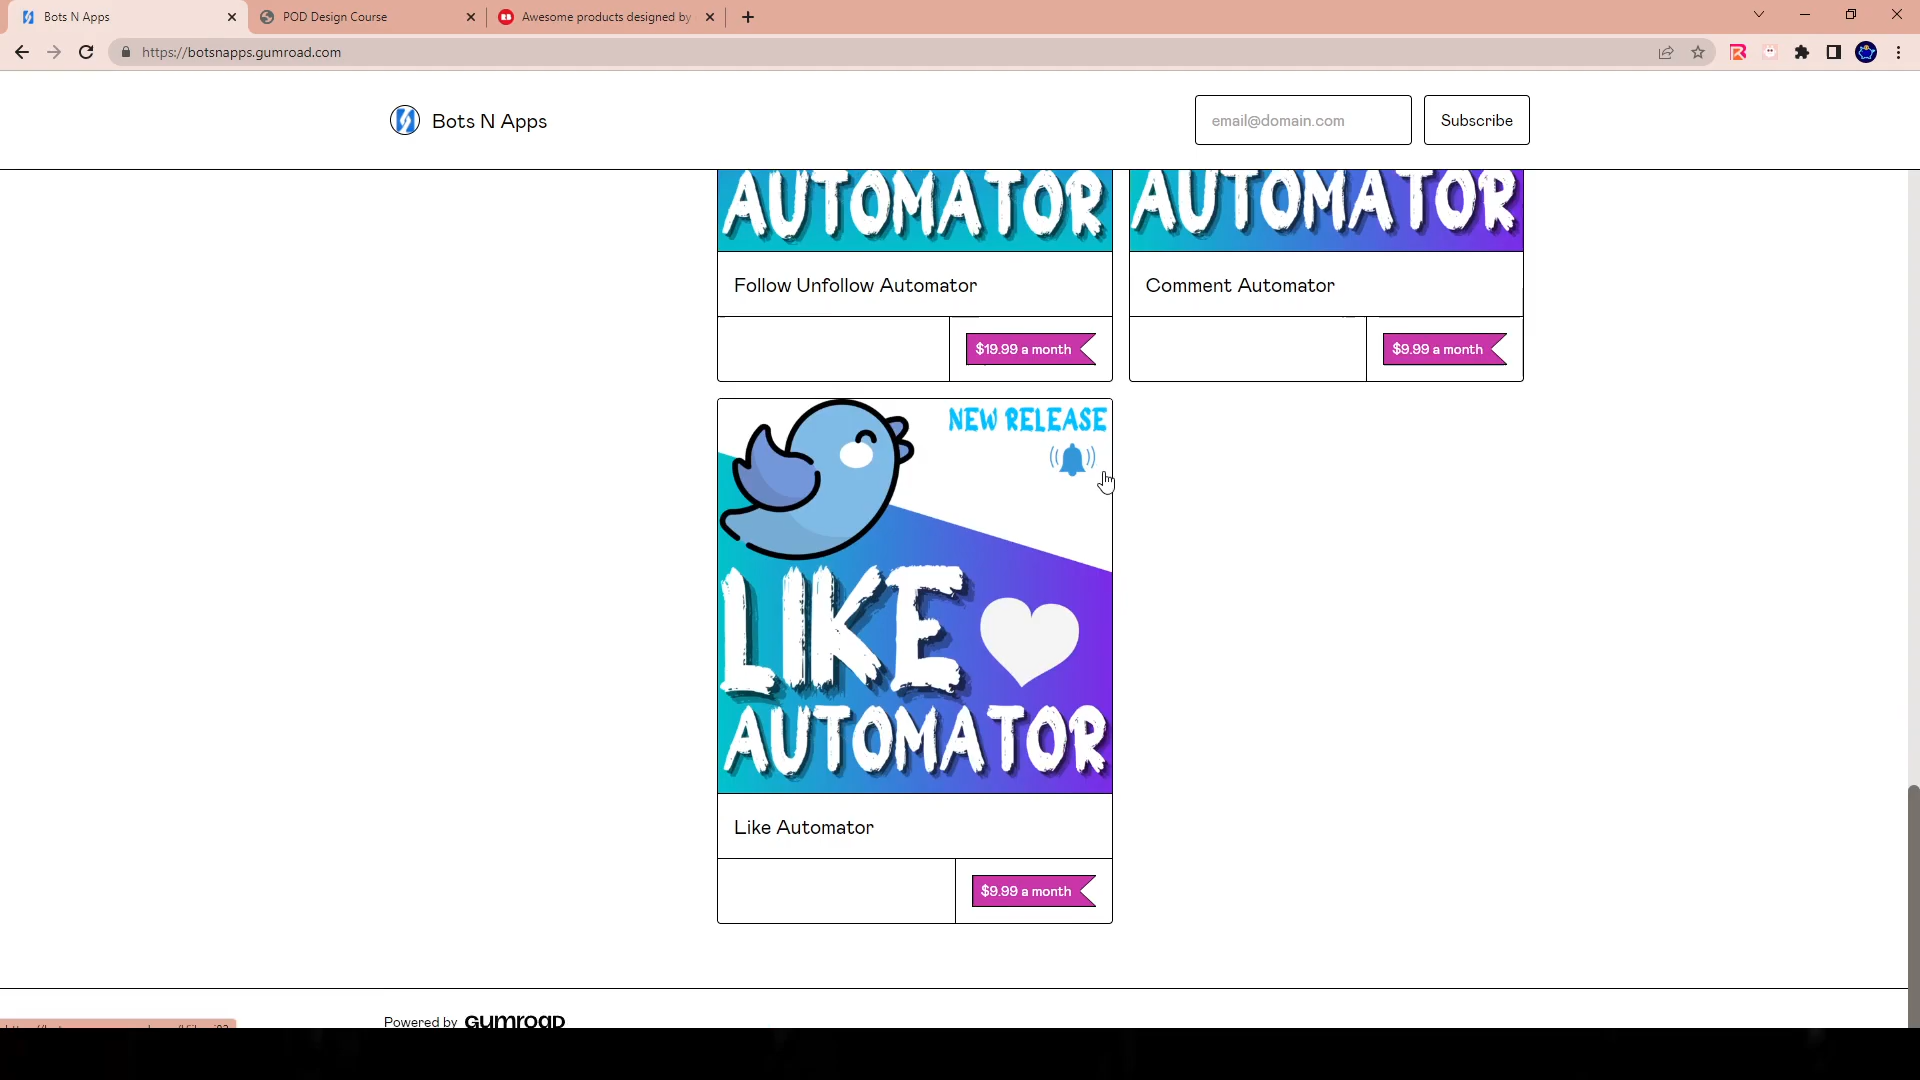 Bots N Apps
POD Design Course
Awesome products designed by
https://botsnapps.gumroad.com
Bots N Apps
email@domain.com
Subscribe
AUTOMATOR
AUTOMATOR
Follow Unfollow Automator
Comment Automator
$19.99 a month
$9.99 a month
NEW RELEASE
LIKE
AUTOMATOR
Like Automator
$9.99 a month
Powered by GUMROAD